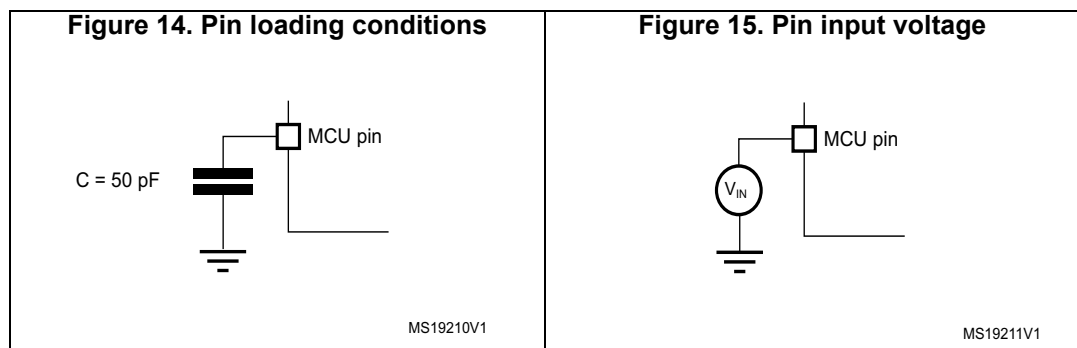 Figure 14. Pin loading conditions
MCU pin
C = 50 pF
MS19210V1
Figure 15. Pin input voltage
MCU pin
VIN
MS19211V1